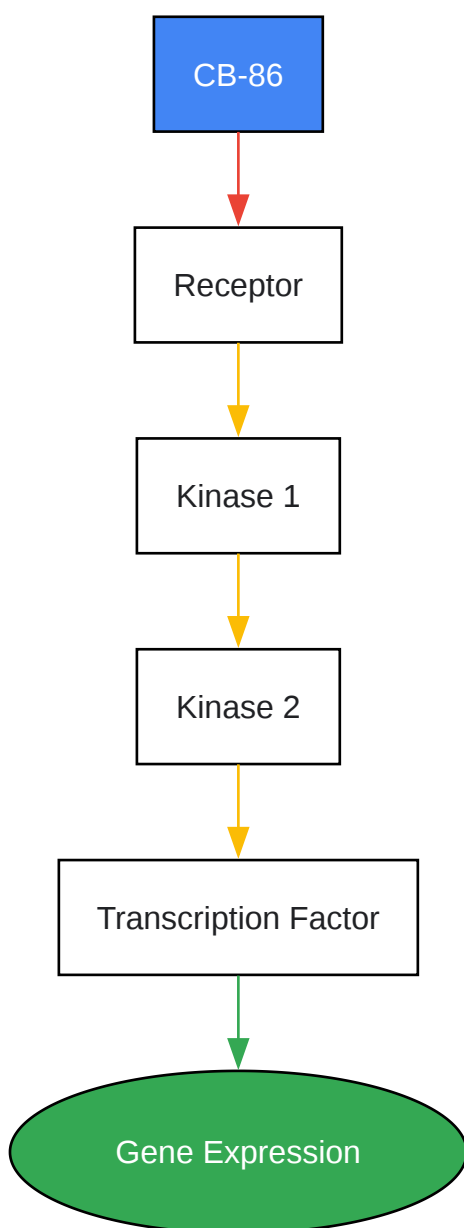 CB-86
Receptor
Kinase 1
Kinase 2
Transcription Factor
Gene Expression